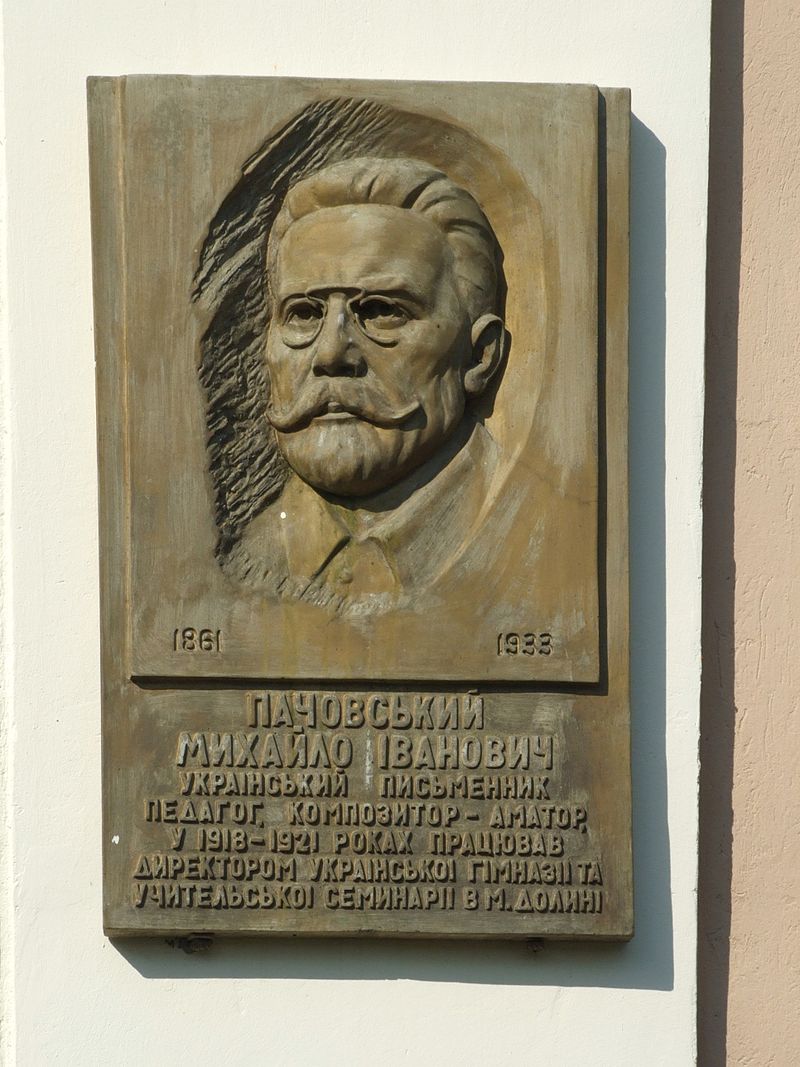 1861 1933
ПАЧОВСЬКИЙ
МИХАЙЛО ІВАНОВИЧ
УКРАЇНСЬКИЙ ПИСЬМЕННИК
ПЕДАГОГ, КОМПОЗИТОР – АМАТОР,
У 1918–1921 РОКАХ ПРАЦЮВАВ
ДИРЕКТОРОМ УКРАЇНСЬКОЇ ГІМНАЗІЇ ТА
УЧИТЕЛЬСЬКОЇ СЕМИНАРІЇ В М. ДОЛИНІ